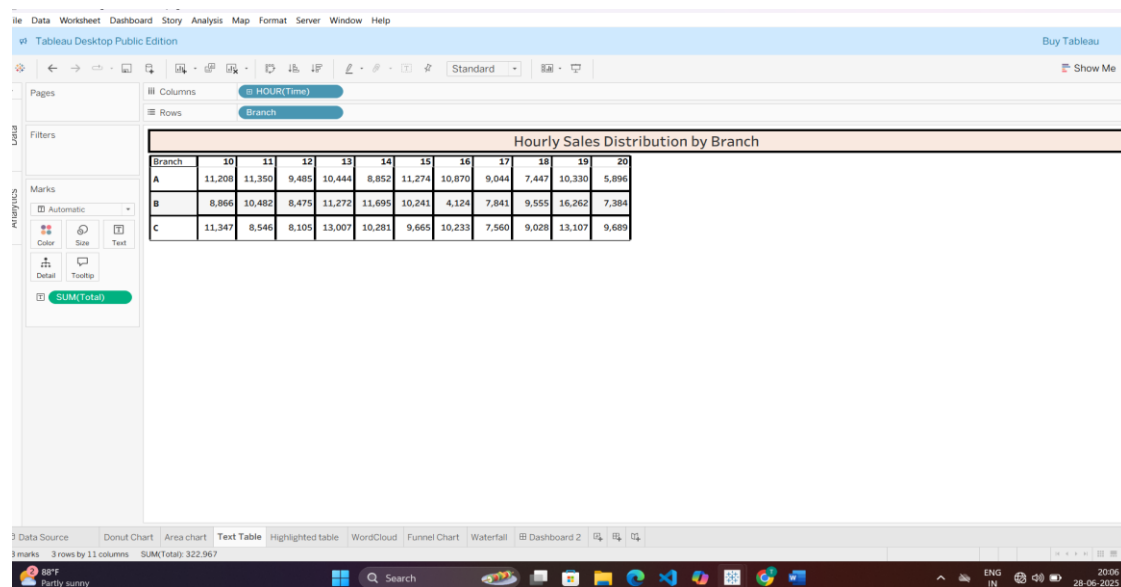 ile Data Worksheet Dashboard Story Analysis Map Format Server Window Help
Tableau Desktop Public Edition Buy Tableau
Standard Show Me
Pages
Columns HOUR(Time)
Rows Branch
Data
Filters
Hourly Sales Distribution by Branch
Branch 10 11 12 13 14 15 16 17 18 19 20
A 11,208 11,350 9,485 10,444 8,852 11,274 10,870 9,044 7,447 10,330 5,896
B 8,866 10,482 8,475 11,272 11,695 10,241 4,124 7,841 9,555 16,262 7,384
C 11,347 8,546 8,105 13,007 10,281 9,665 10,233 7,560 9,028 13,107 9,689
Analytics
Marks
Automatic
Color Size Text
Detail Tooltip
SUM(Total)
Data Source Donut Chart Area chart Text Table Highlighted table WordCloud Funnel Chart Waterfall Dashboard 2
marks 3 rows by 11 columns SUM(Total): 322,967
2 88°F
Partly sunny
Search
ENG
IN
20:06
28-06-2025